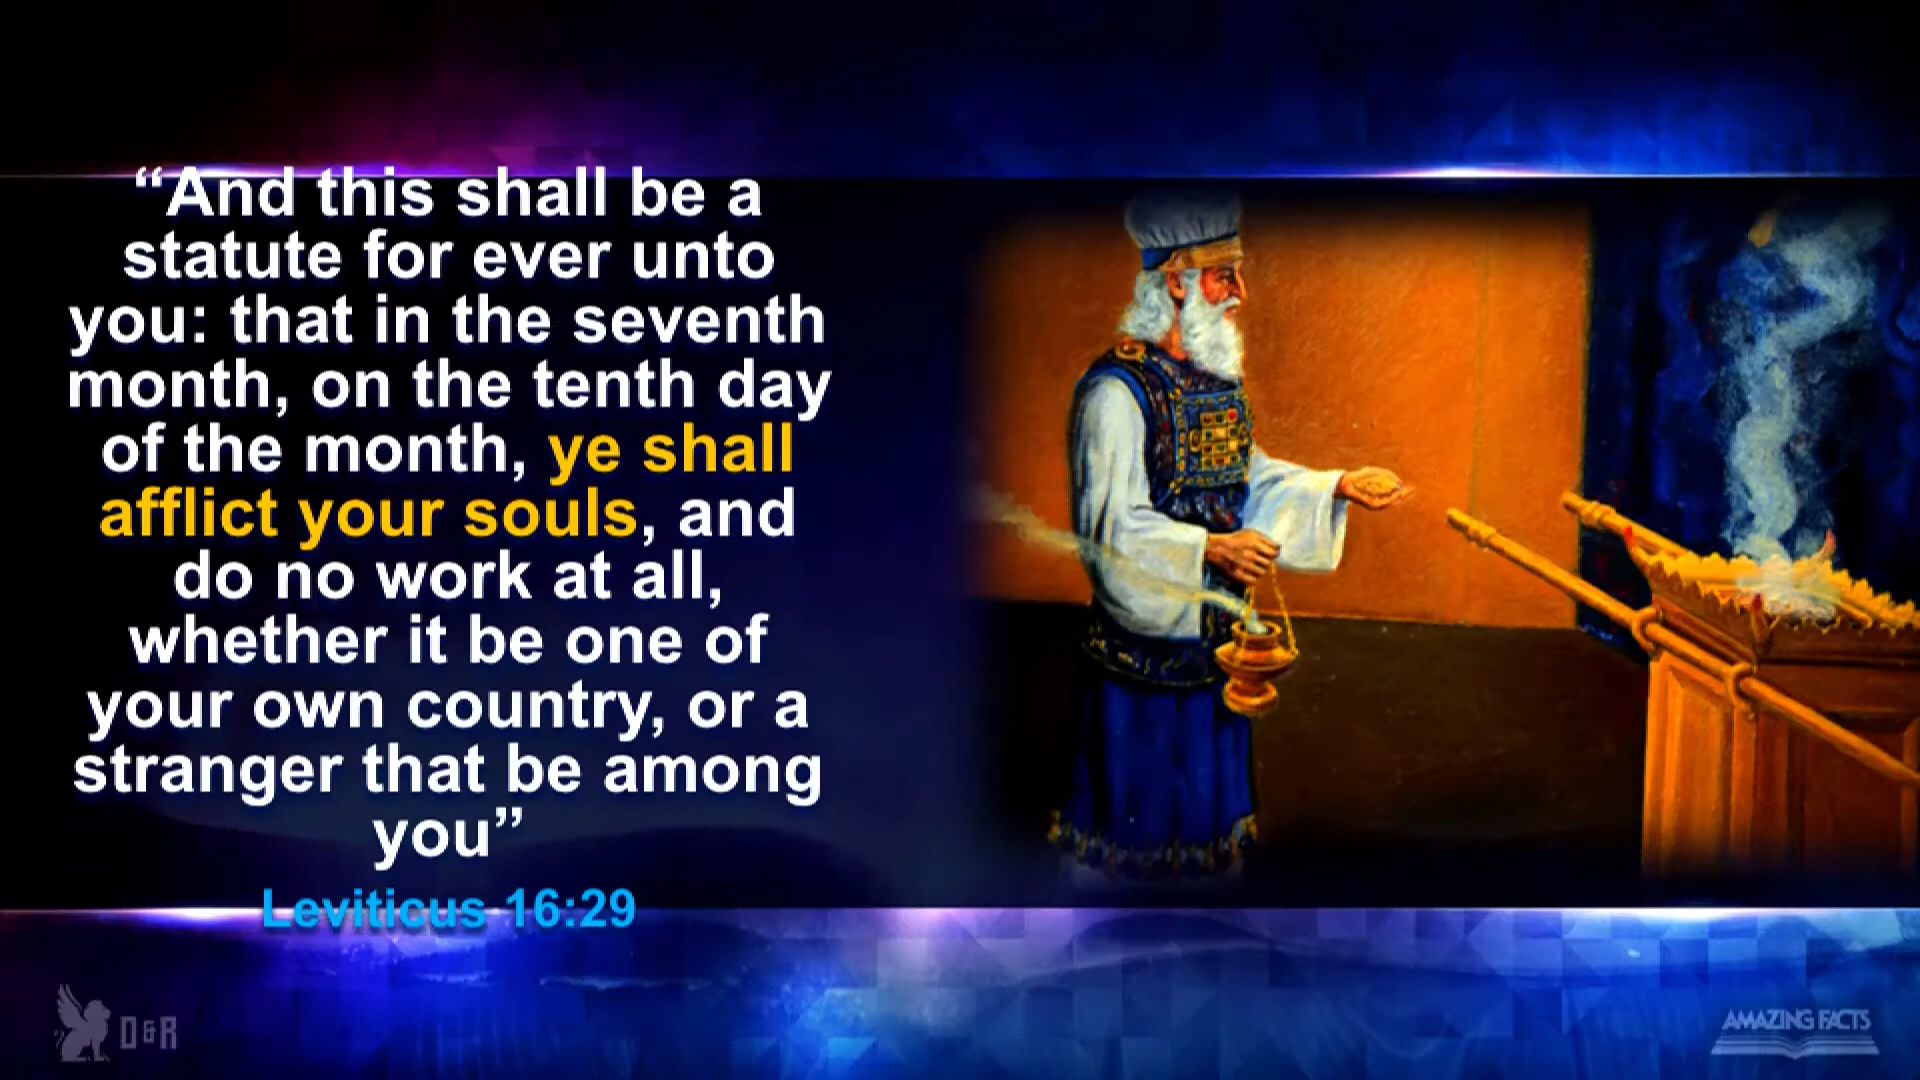 “And this shall be a
statute for ever unto
you: that in the seventh
month, on the tenth day
of the month, ye shall
afflict your souls, and
do no work at all,
whether it be one of
your own country, or a
stranger that be among
you”
Leviticus 16:29
D&R
AMAZING FACTS